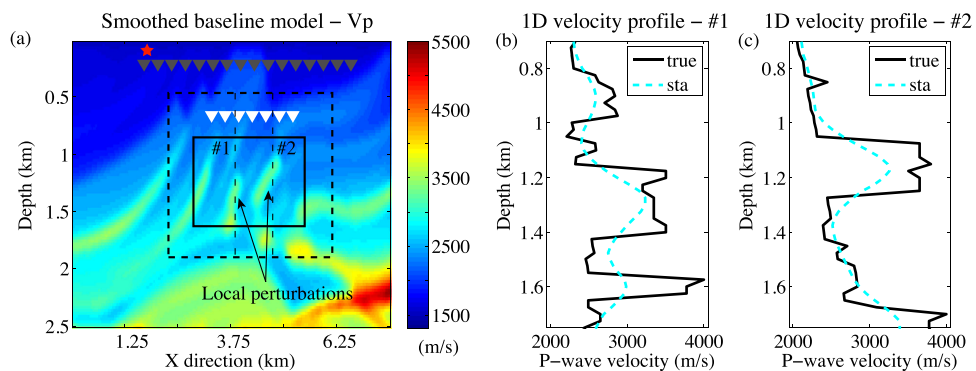 Smoothed baseline model − Vp
(a)
0.5
1
1.5
2
2.5
Depth (km)
#1
#2
Local perturbations
1.25
3.75
6.25
X direction (km)
5500
4500
3500
2500
1500
(m/s)
1D velocity profile − #1
(b)
true
sta
0.8
1
1.2
1.4
1.6
Depth (km)
2000
3000
4000
P−wave velocity (m/s)
1D velocity profile − #2
(c)
true
sta
0.8
1
1.2
1.4
1.6
Depth (km)
2000
3000
4000
P−wave velocity (m/s)